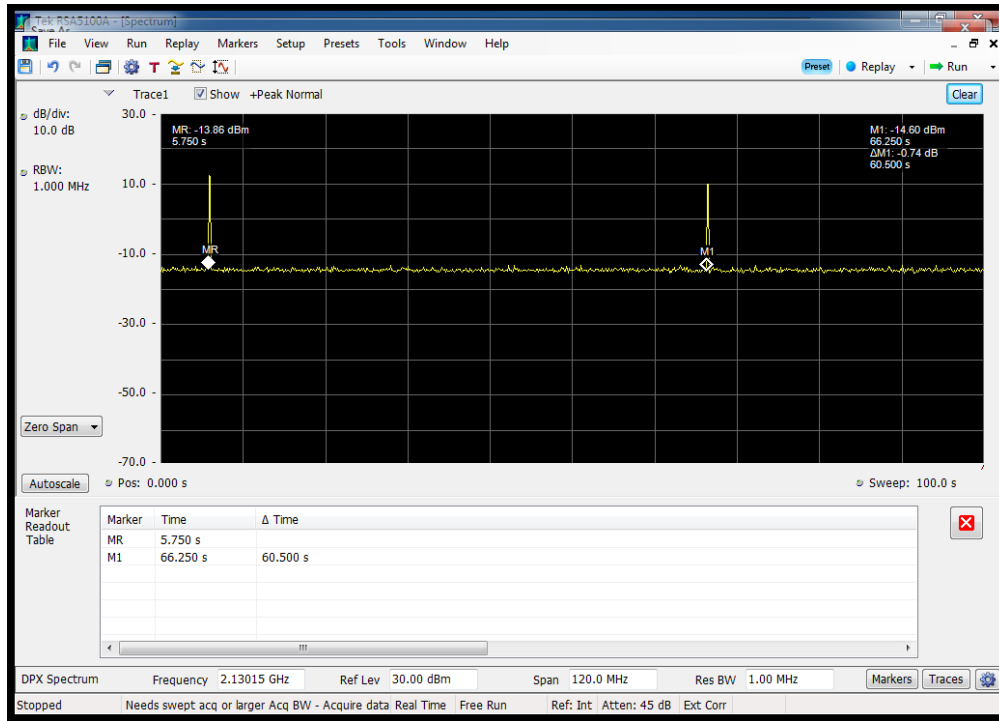 Tek RSA5100A - [Spectrum]
Save As
File View Run Replay Markers Setup Presets Tools Window Help
T
Preset Replay Run
Trace1 Show +Peak Normal Clear
dB/div:
10.0 dB
RBW:
1.000 MHz
30.0
10.0
-10.0
-30.0
-50.0
-70.0
MR: -13.86 dBm
5.750 s
M1: -14.60 dBm
66.250 s
ΔM1: -0.74 dB
60.500 s
MR
M1
Zero Span
Autoscale Pos: 0.000 s Sweep: 100.0 s
Marker
Readout
Table
Marker Time Δ Time
MR 5.750 s
M1 66.250 s 60.500 s
DPX Spectrum Frequency 2.13015 GHz Ref Lev 30.00 dBm Span 120.0 MHz Res BW 1.00 MHz Markers Traces
Stopped Needs swept acq or larger Acq BW - Acquire data Real Time Free Run Ref: Int Atten: 45 dB Ext Corr